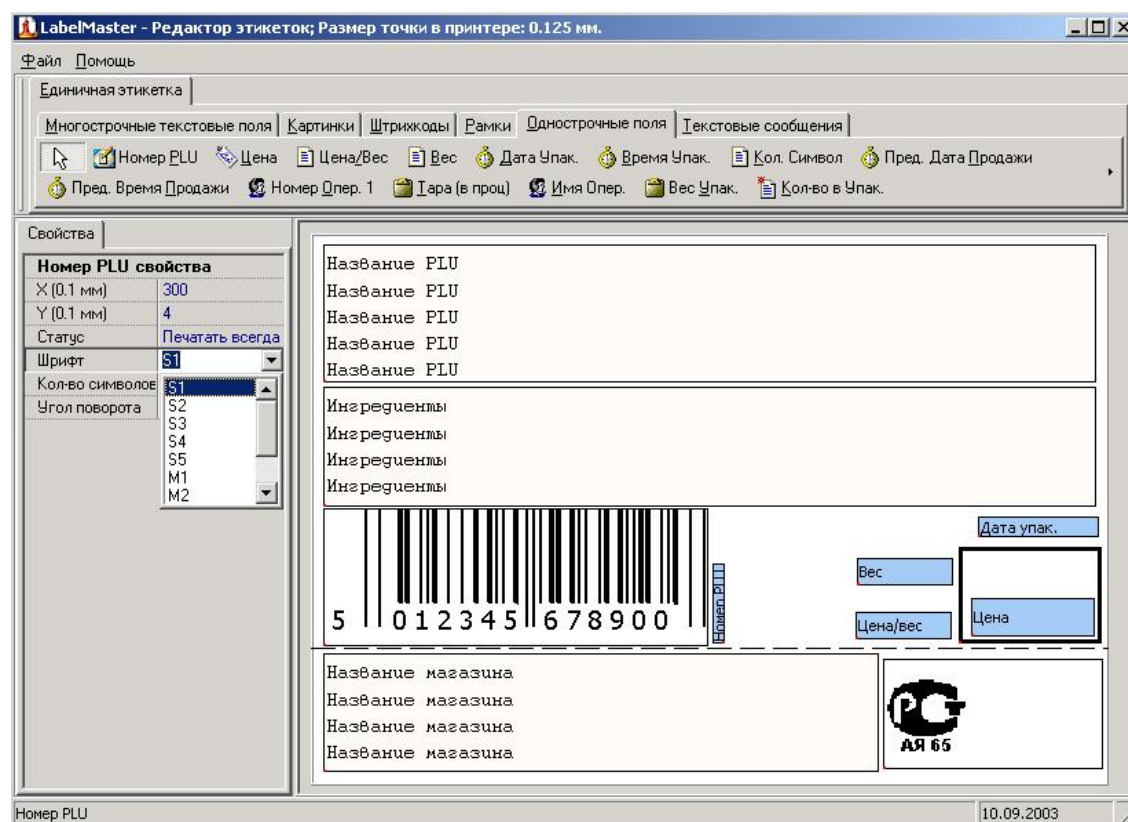 LabelMaster - Редактор этикеток; Размер точки в принтере: 0.125 мм.
Файл Помощь
Единичная этикетка
Многострочные текстовые поля Картинки Штрихкоды Рамки Однострочные поля Текстовые сообщения
Номер PLU Цена Цена/Вес Вес Дата Упак. Время Упак. Кол. Символ Пред. Дата Продажи
Пред. Время Продажи Номер Опер. 1 Тара (в проц) Имя Опер. Вес Упак. Кол-во в Упак.
Свойства
Номер PLU свойства
X (0.1 мм) 300
Y (0.1 мм) 4
Статус Печатать всегда
Шрифт S1
Кол-во символов
Угол поворота
S1
S2
S3
S4
S5
M1
M2
Название PLU
Название PLU
Название PLU
Название PLU
Название PLU
Ингредиенты
Ингредиенты
Ингредиенты
Ингредиенты
5 012345 678900
Номер PLU
Дата упак.
Вес
Цена/вес
Цена
Название магазина
Название магазина
Название магазина
Название магазина
АЯ 65
Номер PLU
10.09.2003